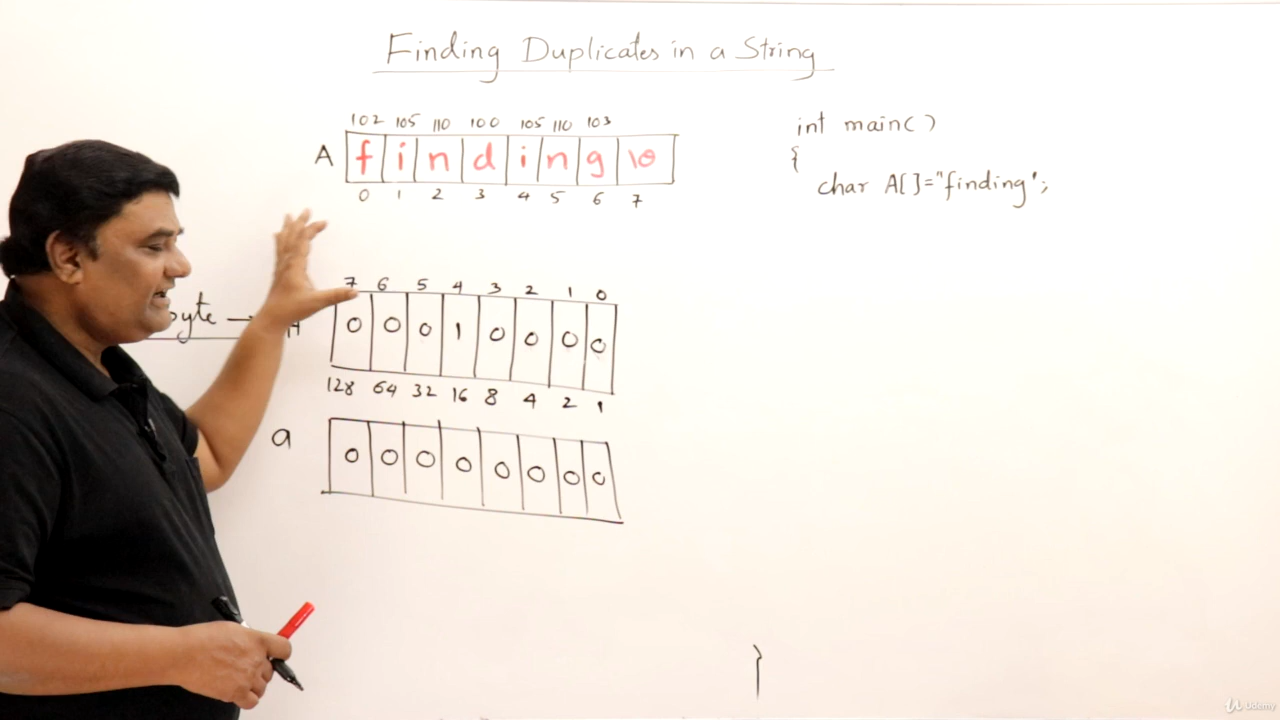 Finding Duplicates in a String
102 105 110 100 105 110 103
A f i n d i n g \0
0 1 2 3 4 5 6 7
int main()
{
char A[]="finding';
7 6 5 4 3 2 1 0
0 0 0 1 0 0 0 0
128 64 32 16 8 4 2 1
a 0 0 0 0 0 0 0 0
}
Udemy